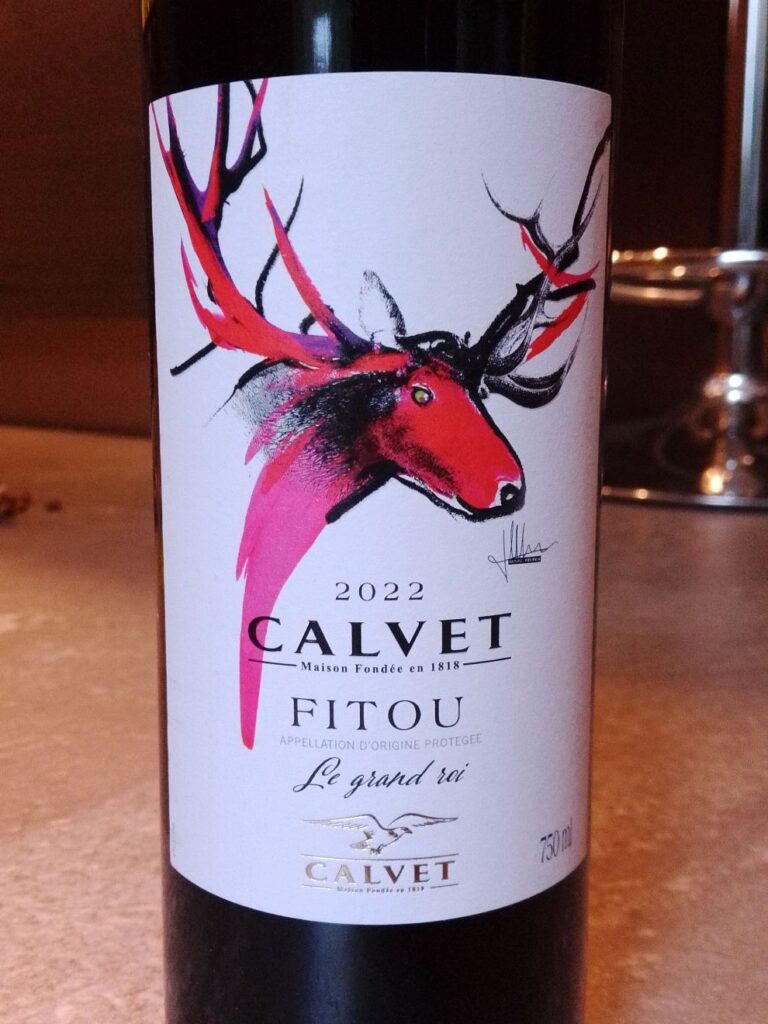 2022
CALVET
Maison Fondée en 1818
FITOU
APPELLATION D'ORIGINE PROTEGEE
Le grand roi
CALVET
Maison Fondée en 1819
750 ml